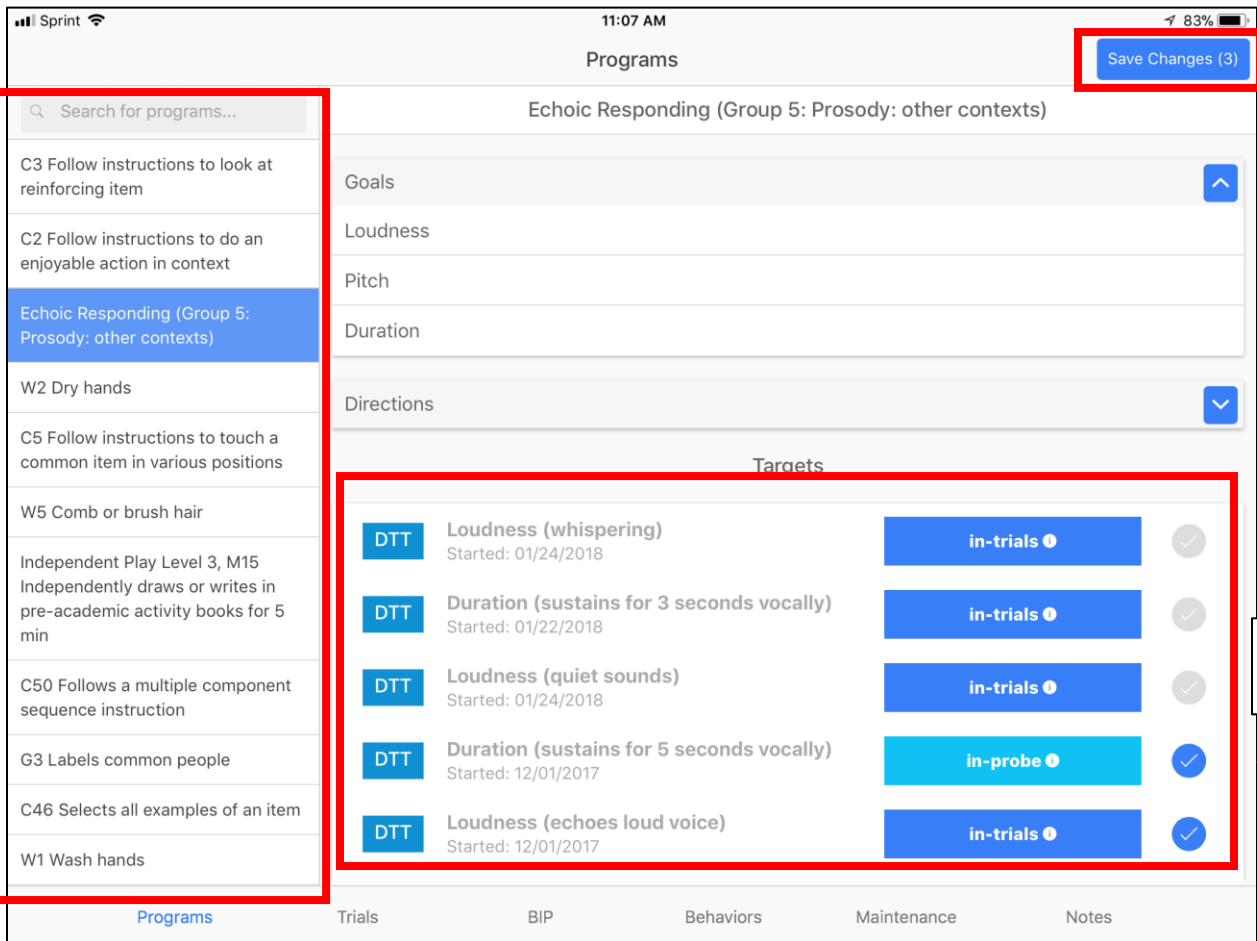 Sprint
11:07 AM
83%
Programs
Save Changes (3)
Search for programs...
C3 Follow instructions to look at
reinforcing item
C2 Follow instructions to do an
enjoyable action in context
Echoic Responding (Group 5:
Prosody: other contexts)
W2 Dry hands
C5 Follow instructions to touch a
common item in various positions
W5 Comb or brush hair
Independent Play Level 3, M15
Independently draws or writes in
pre-academic activity books for 5
min
C50 Follows a multiple component
sequence instruction
G3 Labels common people
C46 Selects all examples of an item
W1 Wash hands
Echoic Responding (Group 5: Prosody: other contexts)
Goals
Loudness
Pitch
Duration
Directions
Targets
DTT Loudness (whispering) in-trials
Started: 01/24/2018
DTT Duration (sustains for 3 seconds vocally) in-trials
Started: 01/22/2018
DTT Loudness (quiet sounds) in-trials
Started: 01/24/2018
DTT Duration (sustains for 5 seconds vocally) in-probe
Started: 12/01/2017
DTT Loudness (echoes loud voice) in-trials
Started: 12/01/2017
Programs Trials BIP Behaviors Maintenance Notes